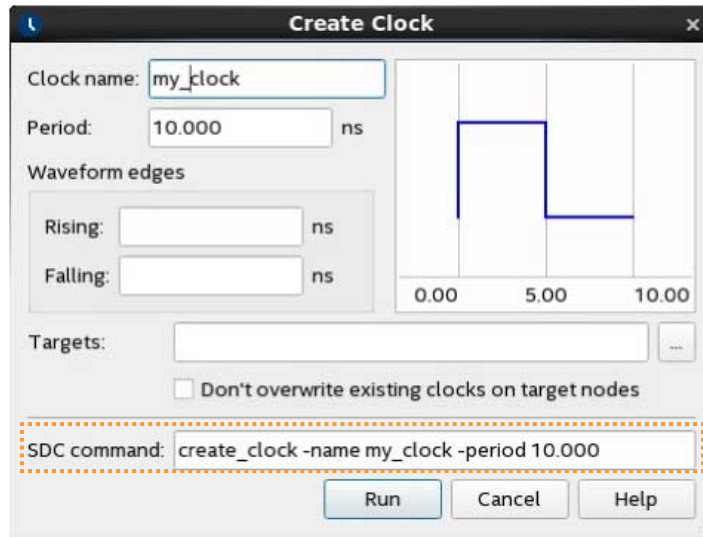 Create Clock
Clock name: my_clock
Period: 10.000 ns
Waveform edges
Rising: ns
Falling: ns
0.00 5.00 10.00
Targets: ...
Don't overwrite existing clocks on target nodes
SDC command: create_clock -name my_clock -period 10.000
Run Cancel Help